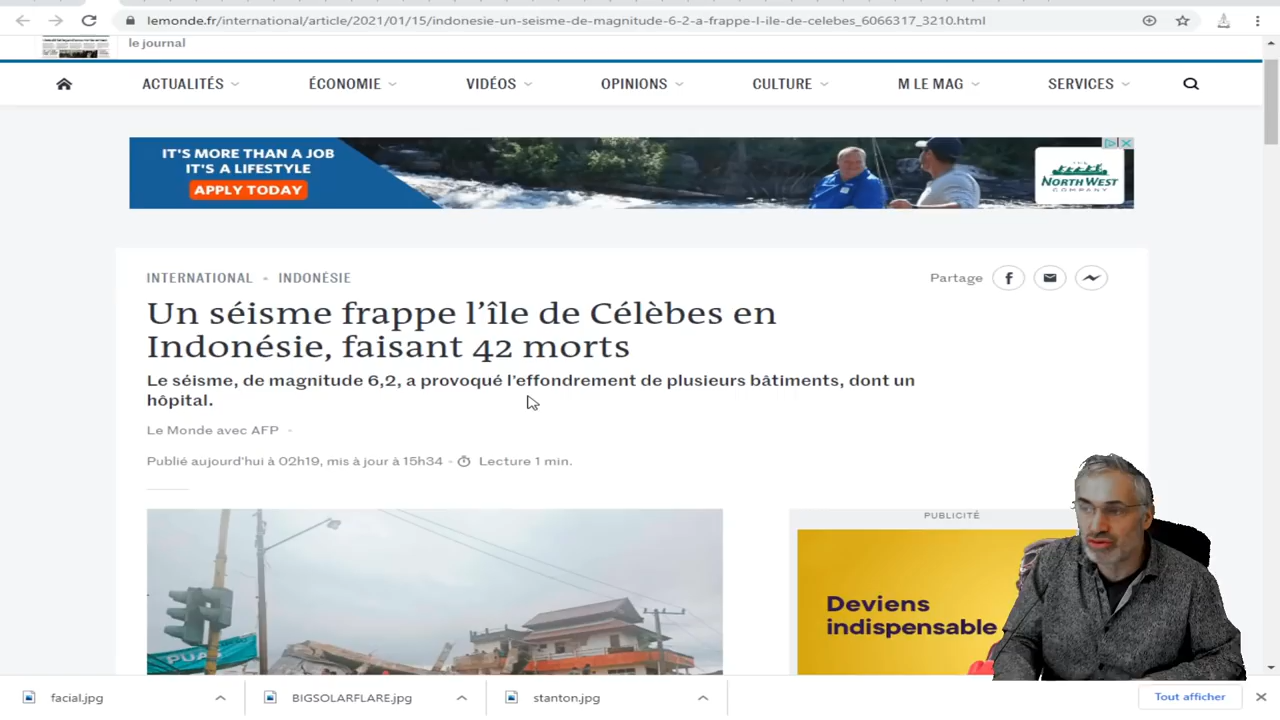 lemonde.fr/international/article/2021/01/15/indonesie-un-seisme-de-magnitude-6-2-a-frappe-l-ile-de-celebes_6066317_3210.html
le journal
ACTUALITÉS ÉCONOMIE VIDÉOS OPINIONS CULTURE M LE MAG SERVICES
IT'S MORE THAN A JOB
IT'S A LIFESTYLE
APPLY TODAY
THE
NORTH WEST
COMPANY
INTERNATIONAL - INDONÉSIE
Partage
Un séisme frappe l'île de Célèbes en
Indonésie, faisant 42 morts
Le séisme, de magnitude 6,2, a provoqué l'effondrement de plusieurs bâtiments, dont un
hôpital.
Le Monde avec AFP -
Publié aujourd'hui à 02h19, mis à jour à 15h34 - Lecture 1 min.
PUBLICITÉ
Deviens
indispensable
facial.jpg BIGSOLARFLARE.jpg stanton.jpg Tout afficher